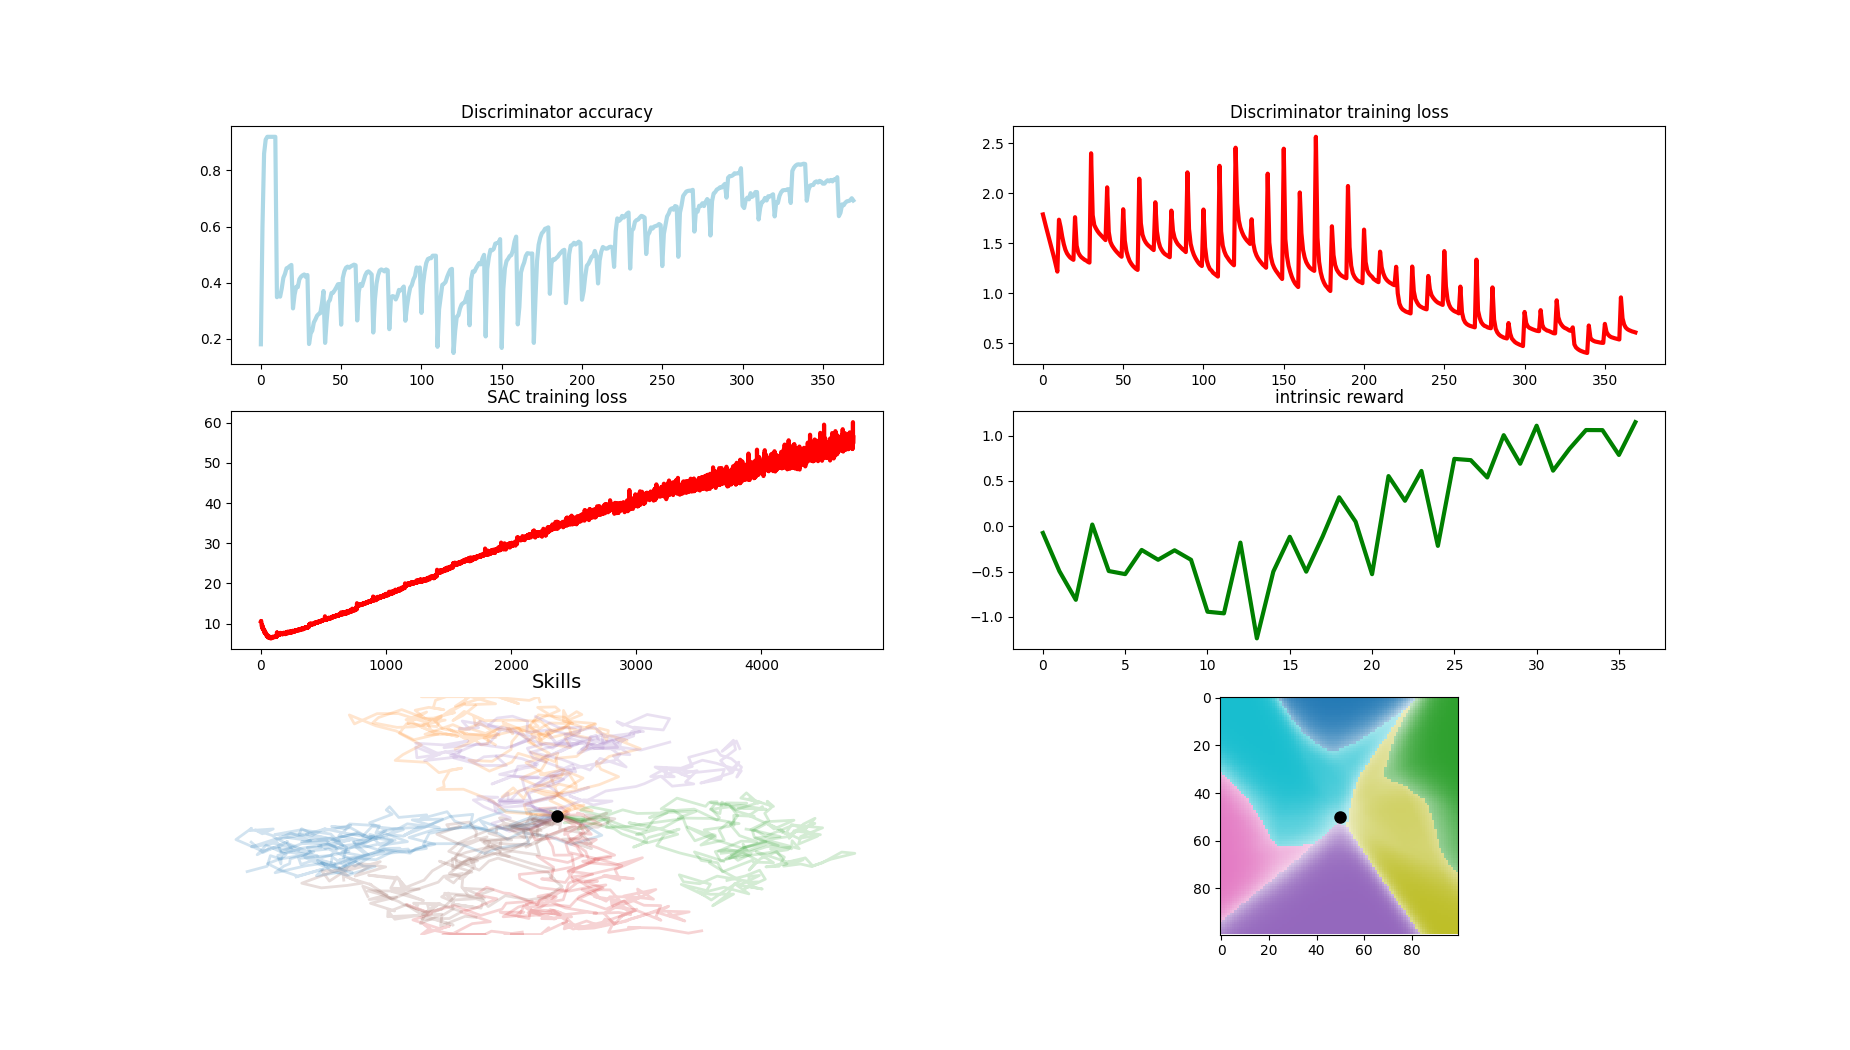 Discriminator accuracy
0.8
0.6
0.4
0.2
0 50 100 150 200 250 300 350
Discriminator training loss
2.5
2.0
1.5
1.0
0.5
0 50 100 150 200 250 300 350
SAC training loss
60
50
40
30
20
10
0 1000 2000 3000 4000
intrinsic reward
1.0
0.5
0.0
−0.5
−1.0
0 5 10 15 20 25 30 35
Skills
0
20
40
60
80
0 20 40 60 80